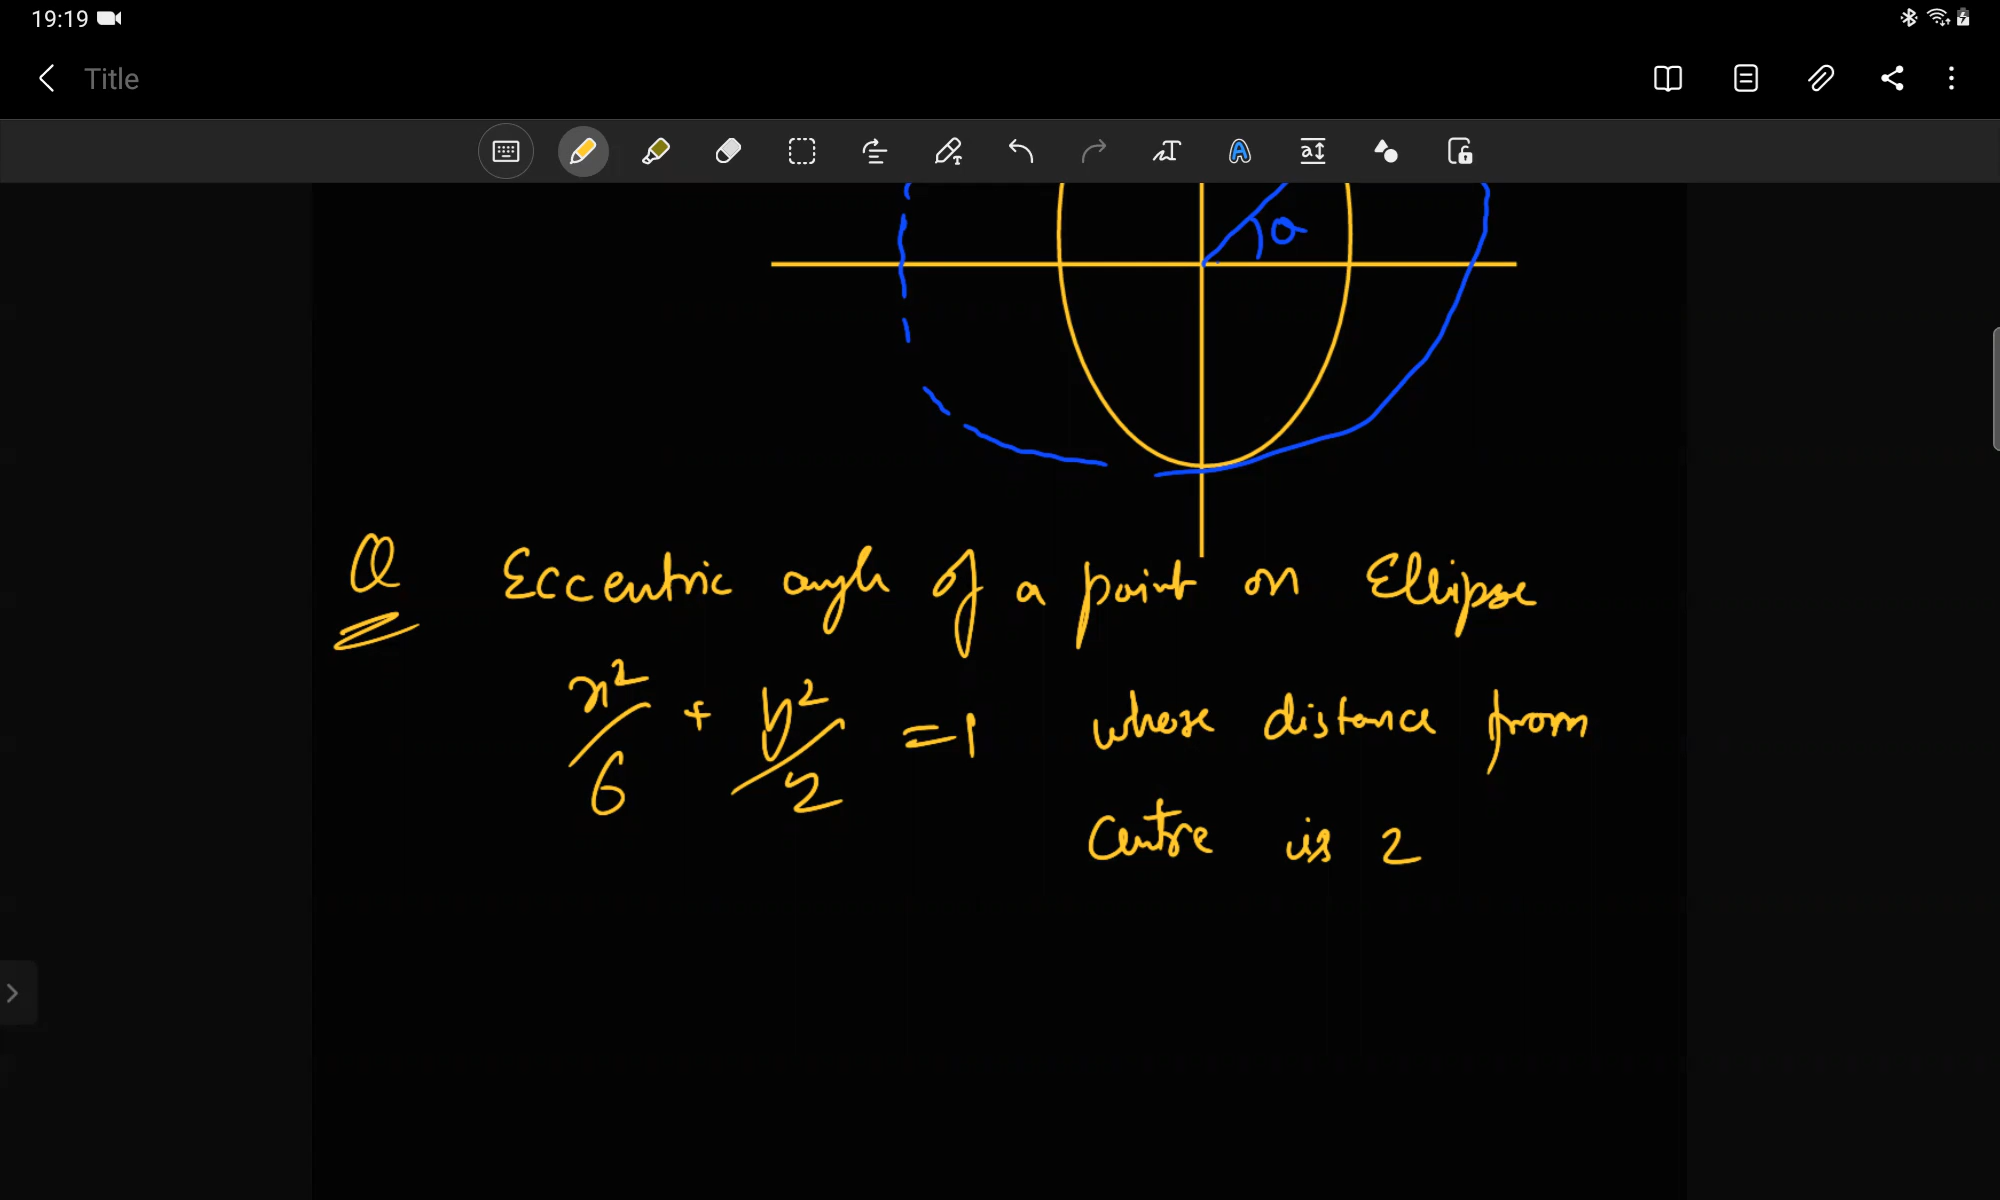 19:19
Title
α
Q Eccentric angle of a point on Ellipse
x²/6 + y²/2 = 1 whose distance from
Centre is 2